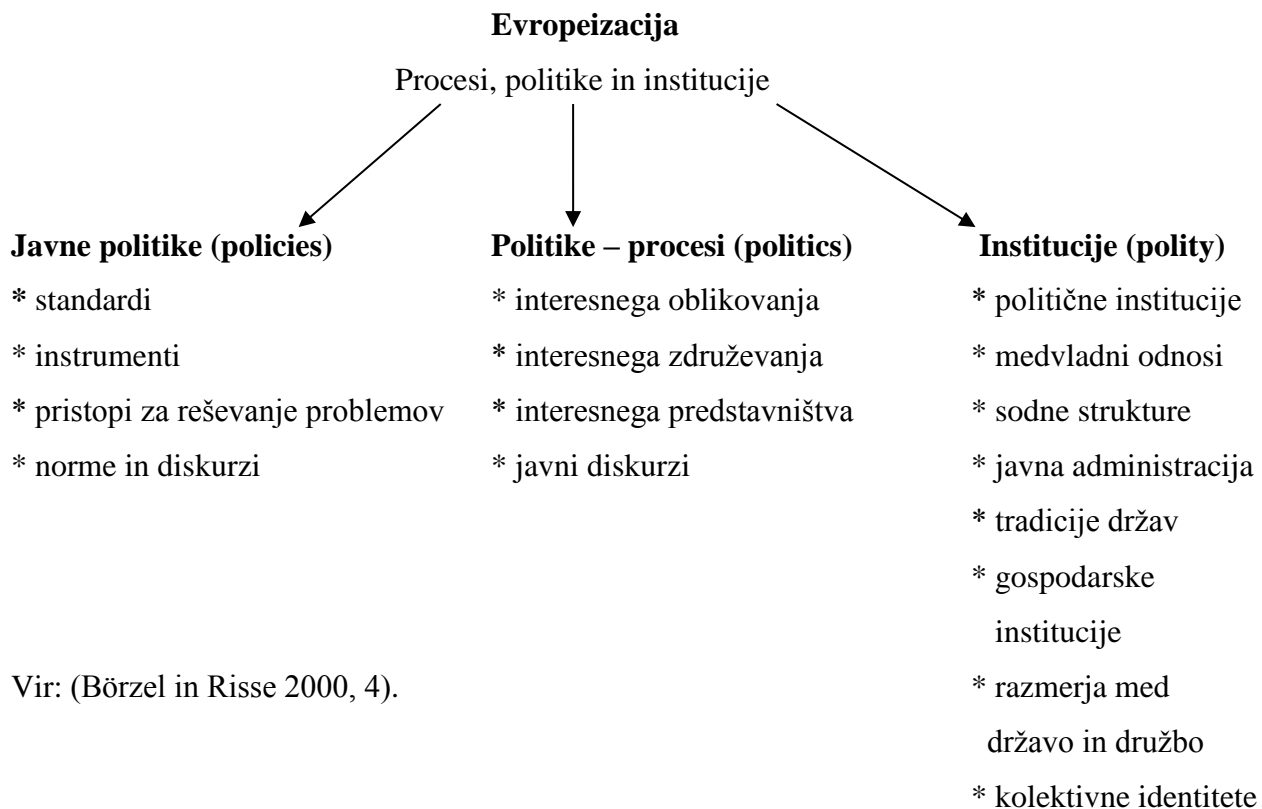 Evropeizacija
Procesi, politike in institucije
Javne politike (policies)
* standardi
* instrumenti
* pristopi za reševanje problemov
* norme in diskurzi
Politike – procesi (politics)
* interesnega oblikovanja
* interesnega združevanja
* interesnega predstavništva
* javni diskurzi
Institucije (polity)
* politične institucije
* medvladni odnosi
* sodne strukture
* javna administracija
* tradicije držav
* gospodarske
institucije
* razmerja med
državo in družbo
* kolektivne identitete
Vir: (Börzel in Risse 2000, 4).